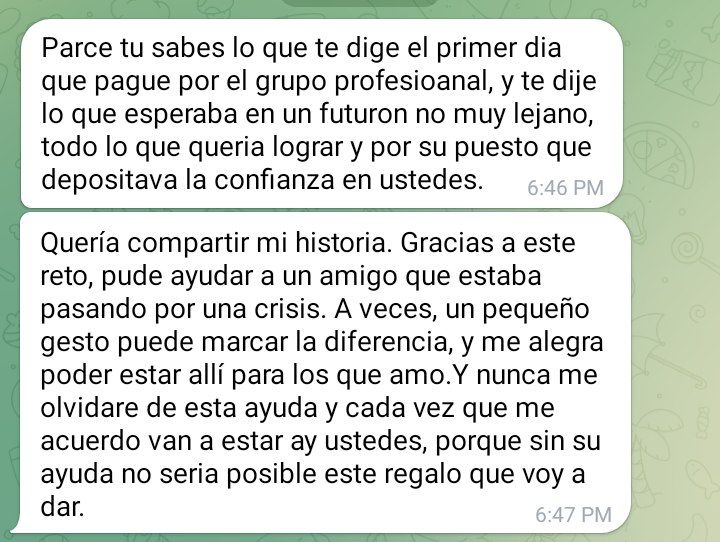 Parce tu sabes lo que te dige el primer dia
que pague por el grupo profesioanal, y te dije
lo que esperaba en un futuron no muy lejano,
todo lo que queria lograr y por su puesto que
depositava la confianza en ustedes.
6:46 PM
Quería compartir mi historia. Gracias a este
reto, pude ayudar a un amigo que estaba
pasando por una crisis. A veces, un pequeño
gesto puede marcar la diferencia, y me alegra
poder estar allí para los que amo.Y nunca me
olvidare de esta ayuda y cada vez que me
acuerdo van a estar ay ustedes, porque sin su
ayuda no seria posible este regalo que voy a
dar.
6:47 PM